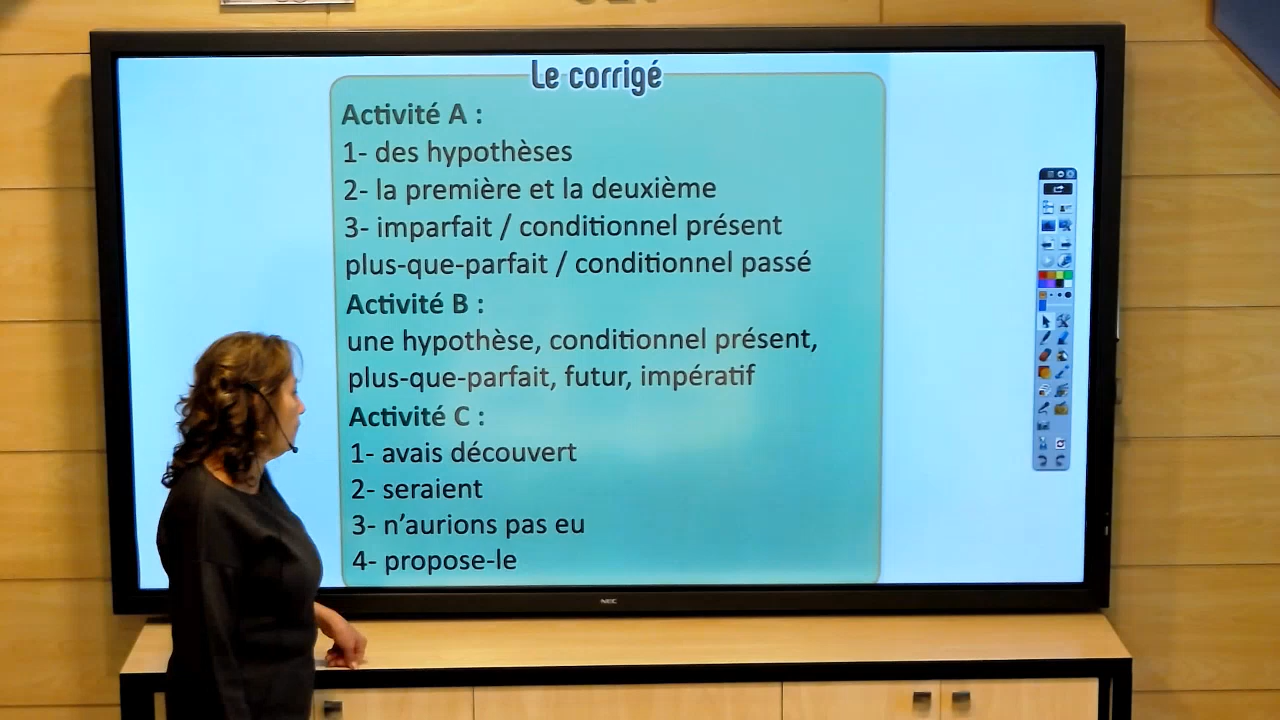 Le corrigé
Activité A :
1- des hypothèses
2- la première et la deuxième
3- imparfait / conditionnel présent
plus-que-parfait / conditionnel passé
Activité B :
une hypothèse, conditionnel présent,
plus-que-parfait, futur, impératif
Activité C :
1- avais découvert
2- seraient
3- n'aurions pas eu
4- propose-le
NEC